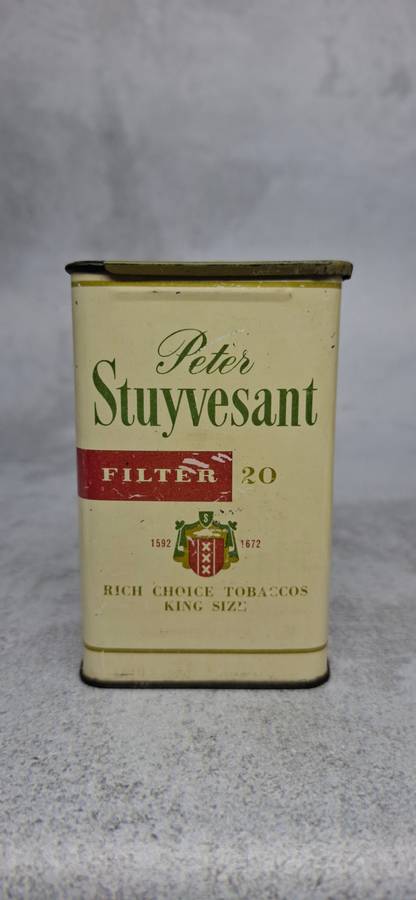 Peter
Stuyvesant
FILTER 20
S
1592 1672
RICH CHOICE TOBACCOS
KING SIZE